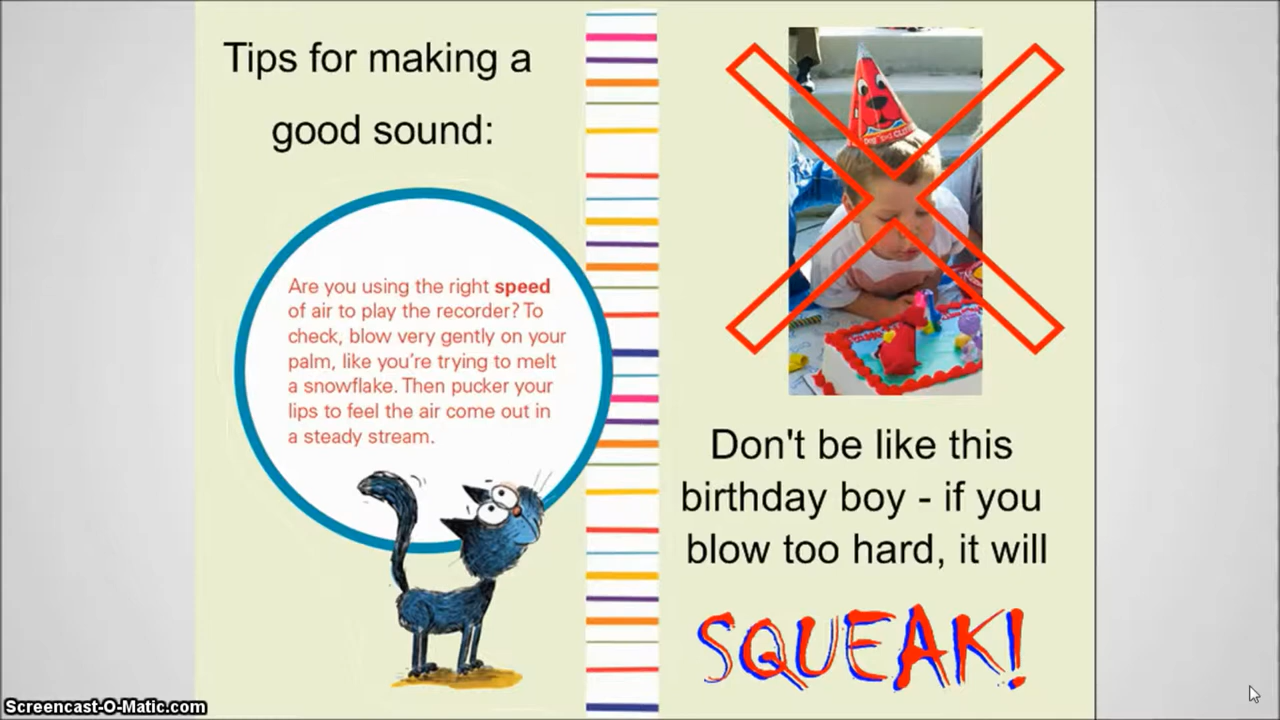 Tips for making a
good sound:
Are you using the right speed
of air to play the recorder? To
check, blow very gently on your
palm, like you're trying to melt
a snowflake. Then pucker your
lips to feel the air come out in
a steady stream.
Don't be like this
birthday boy - if you
blow too hard, it will
SQUEAK!
Screencast-O-Matic.com